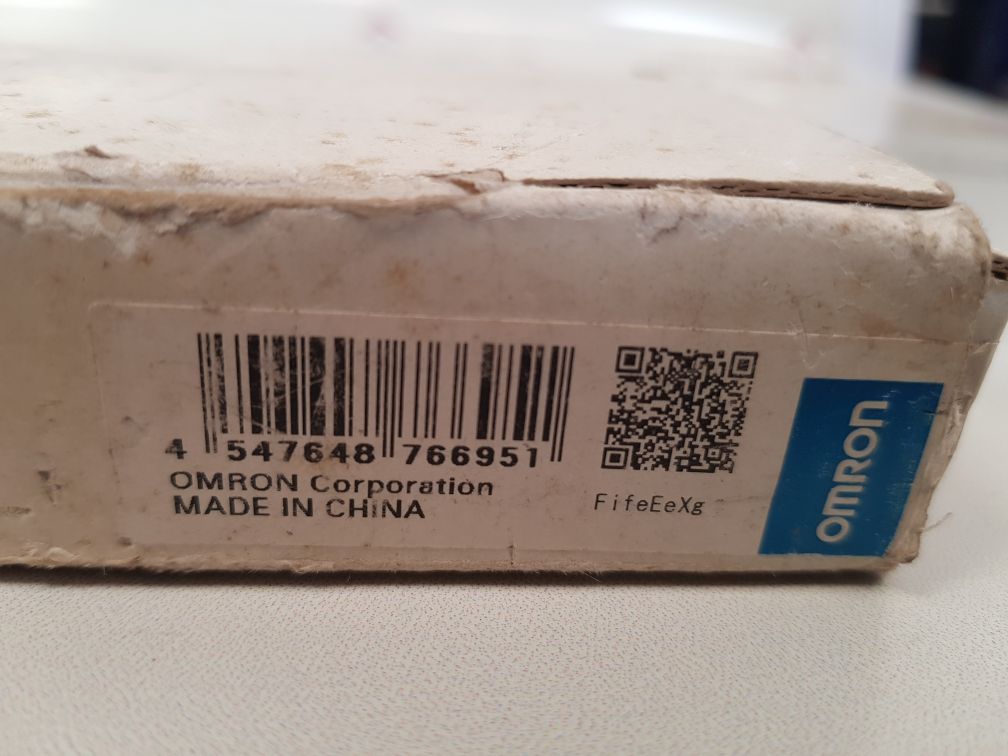 4 547648 766951
OMRON Corporation
MADE IN CHINA
FifeEeXg
OMRON